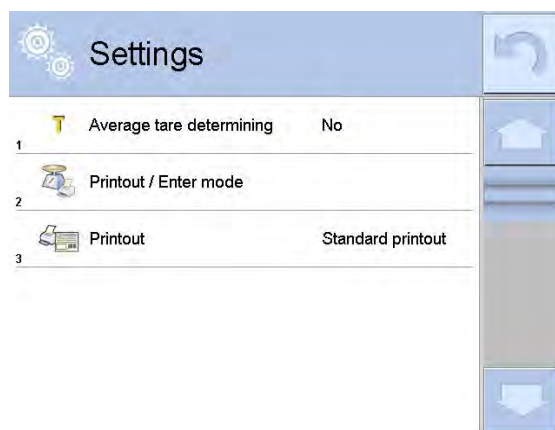 Settings
1 Average tare determining No
2 Printout / Enter mode
3 Printout Standard printout